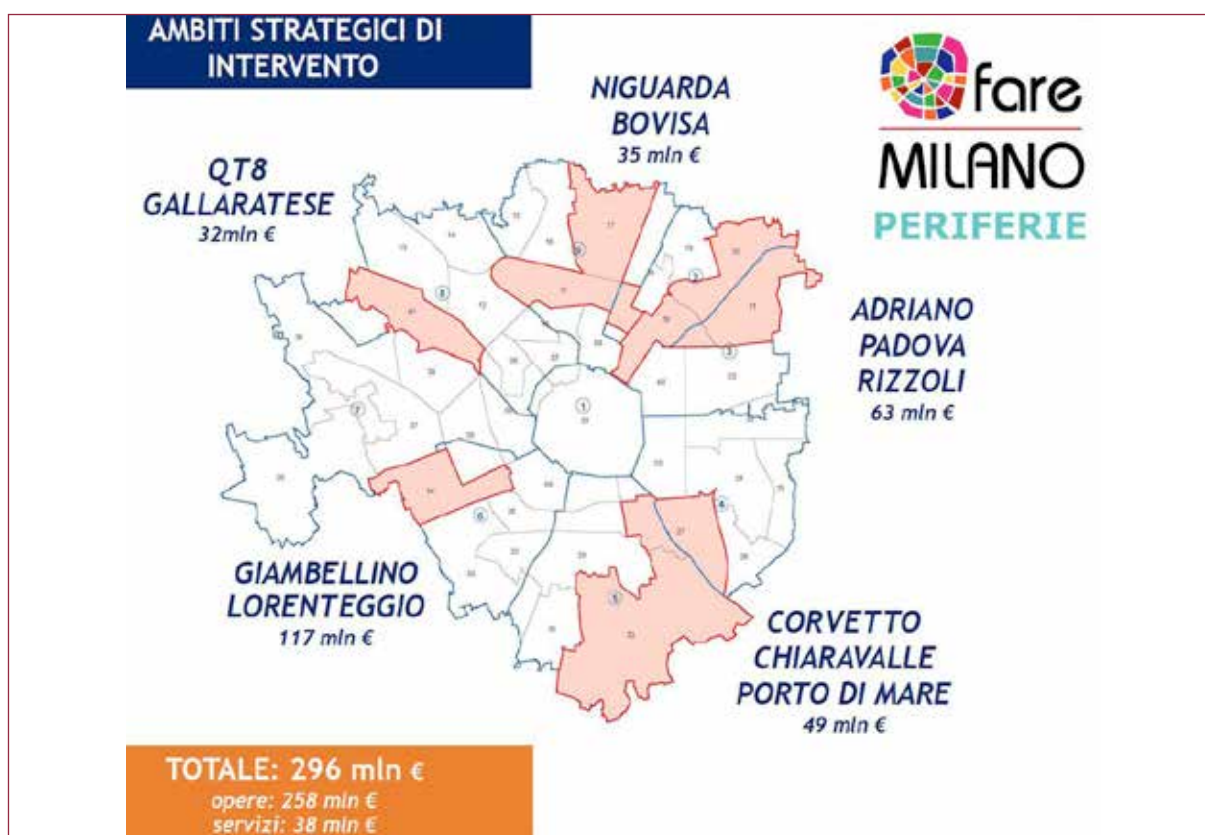 AMBITI STRATEGICI DI
INTERVENTO
fare
MILANO
PERIFERIE
NIGUARDA
BOVISA
35 mln €
QT8
GALLARATESE
32mln €
ADRIANO
PADOVA
RIZZOLI
63 mln €
GIAMBELLINO
LORENTEGGIO
117 mln €
CORVETTO
CHIARAVALLE
PORTO DI MARE
49 mln €
TOTALE: 296 mln €
opere: 258 mln €
servizi: 38 mln €